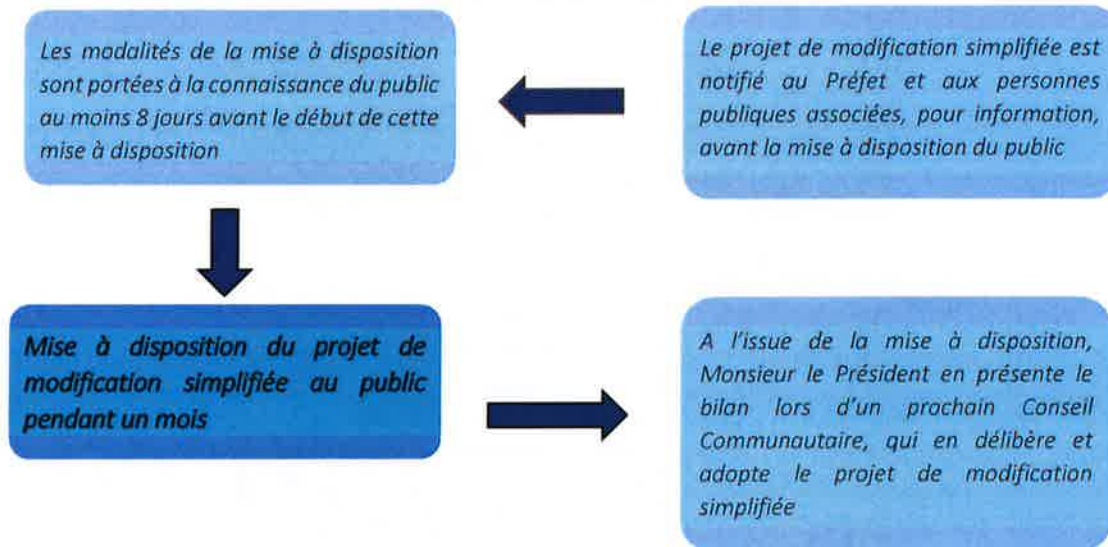 Les modalités de la mise à disposition
sont portées à la connaissance du public
au moins 8 jours avant le début de cette
mise à disposition
Le projet de modification simplifiée est
notifié au Préfet et aux personnes
publiques associées, pour information,
avant la mise à disposition du public
Mise à disposition du projet de
modification simplifiée au public
pendant un mois
A l'issue de la mise à disposition,
Monsieur le Président en présente le
bilan lors d'un prochain Conseil
Communautaire, qui en délibère et
adopte le projet de modification
simplifiée